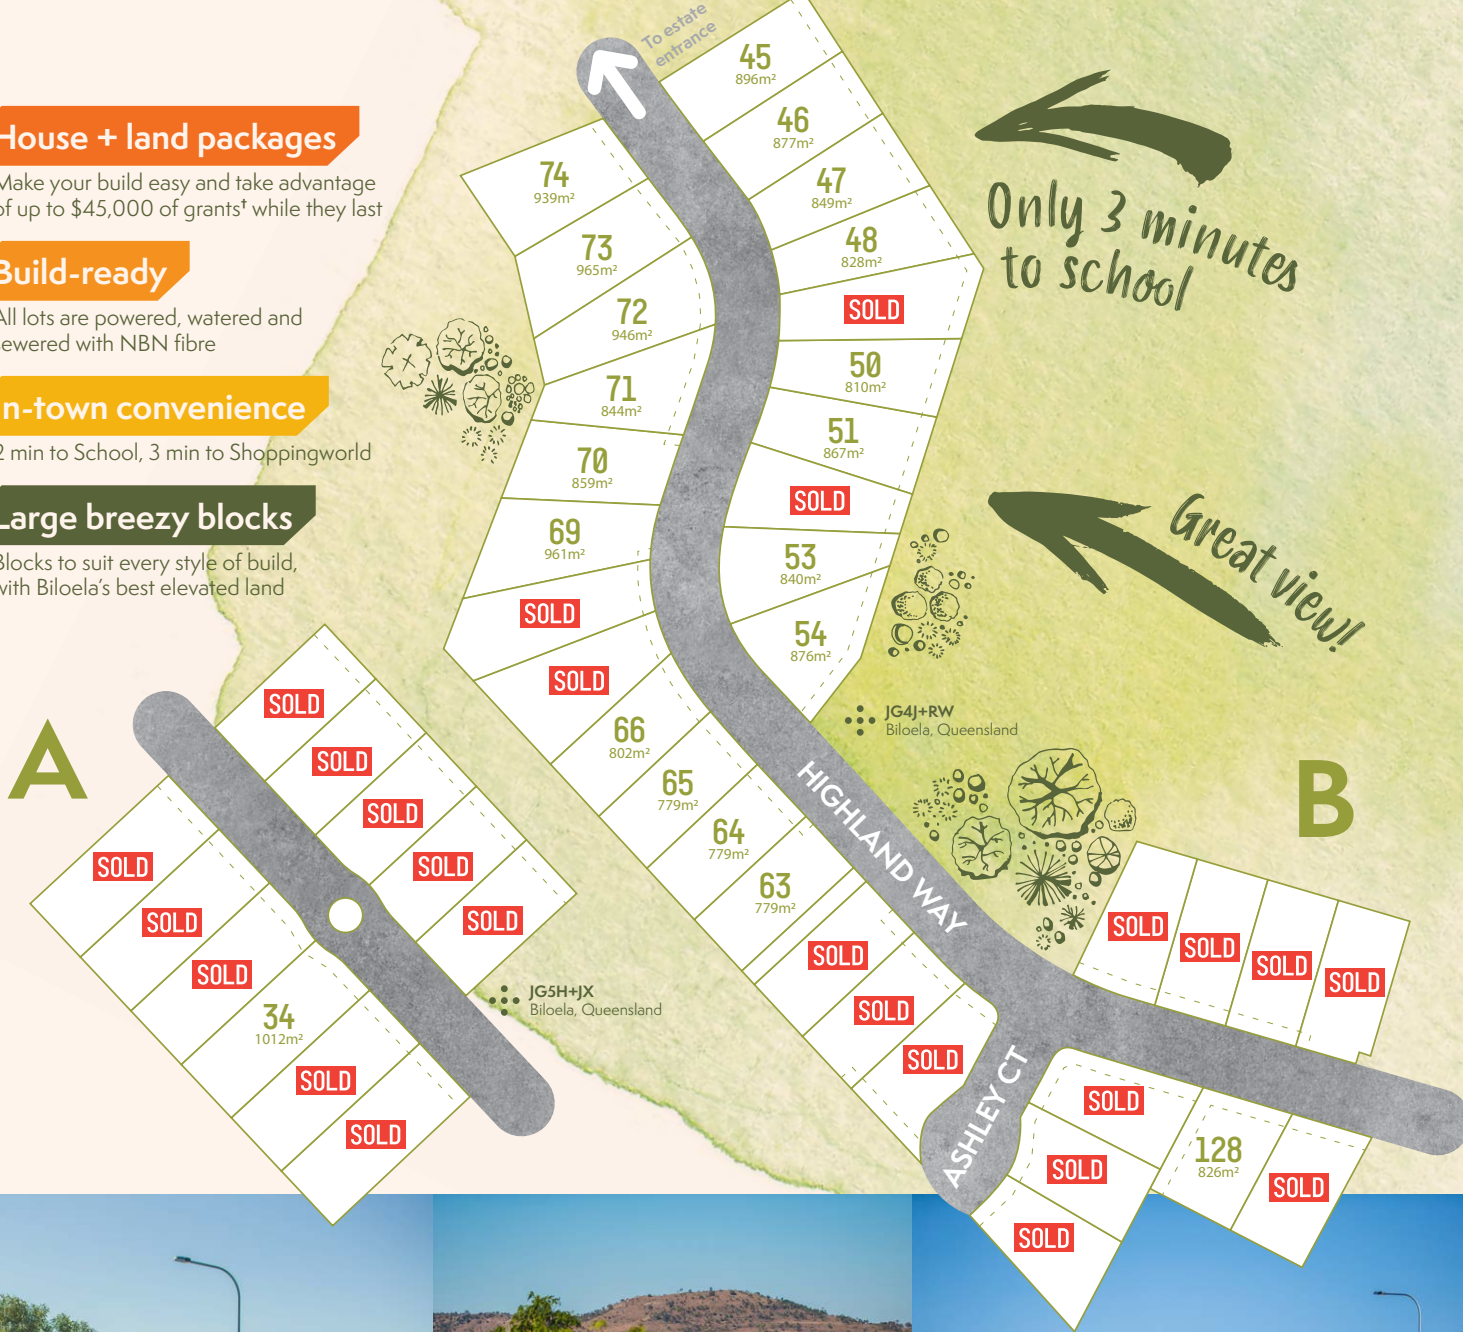 House + land packages
Make your build easy and take advantage
of up to $45,000 of grants† while they last
Build-ready
All lots are powered, watered and
sewered with NBN fibre
In-town convenience
2 min to School, 3 min to Shoppingworld
Large breezy blocks
Blocks to suit every style of build,
with Biloela's best elevated land
To estate
entrance
45
896m²
46
877m²
47
849m²
48
828m²
SOLD
50
810m²
51
867m²
SOLD
53
840m²
54
876m²
74
939m²
73
965m²
72
946m²
71
844m²
70
859m²
69
961m²
SOLD
SOLD
66
802m²
65
779m²
64
779m²
63
779m²
SOLD
SOLD
SOLD
Only 3 minutes
to school
Great view!
JG4J+RW
Biloela, Queensland
HIGHLAND WAY
ASHLEY CT
A
SOLD
SOLD
SOLD
SOLD
SOLD
SOLD
SOLD
SOLD
34
1012m²
SOLD
SOLD
JG5H+JX
Biloela, Queensland
B
SOLD
SOLD
SOLD
SOLD
SOLD
SOLD
SOLD
128
826m²
SOLD